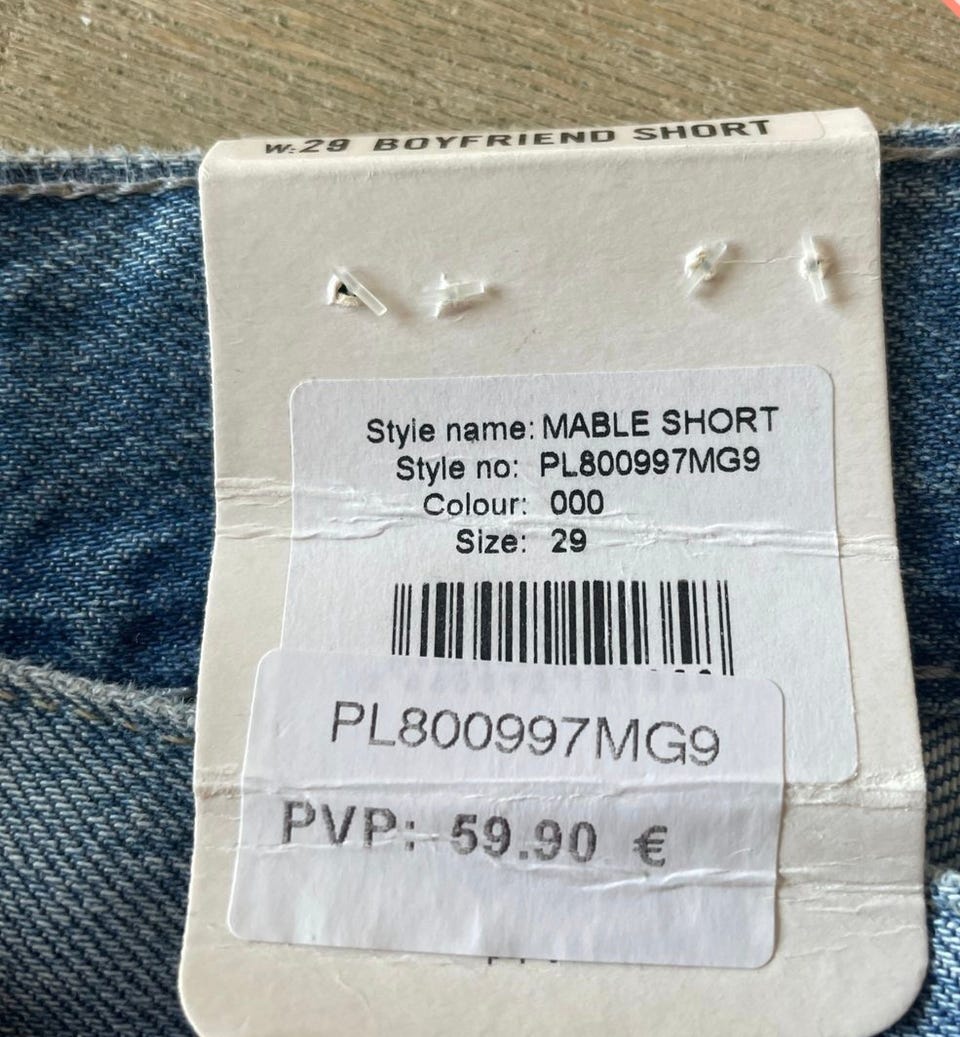 W:29 BOYFRIEND SHORT
Style name: MABLE SHORT
Style no: PL800997MG9
Colour: 000
Size: 29
PL800997MG9
PVP: 59.90 €